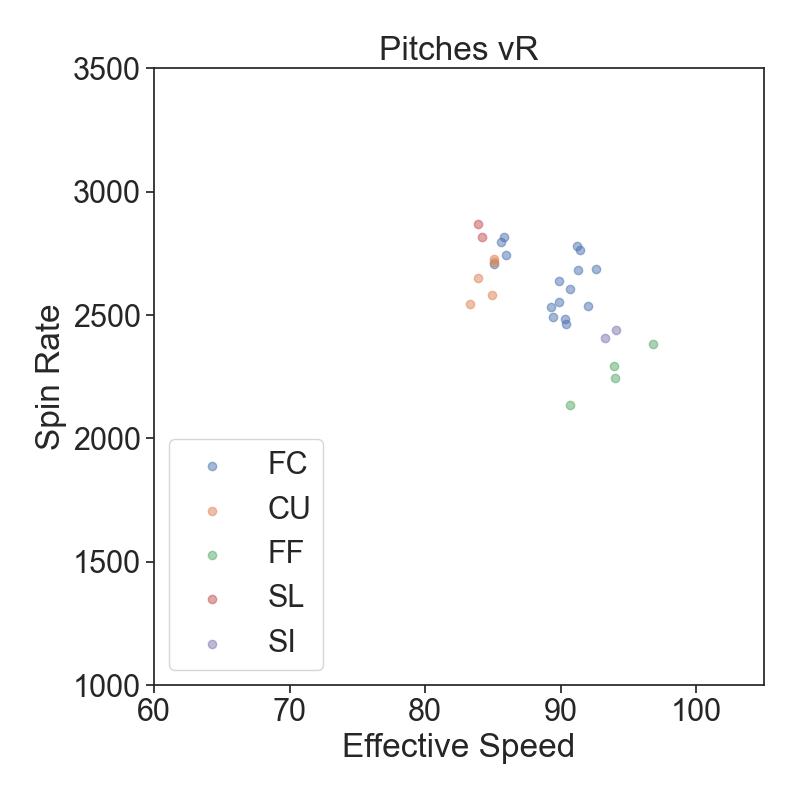 Pitches vR
3500
3000
2500
2000
1500
1000
Spin Rate
FC
CU
FF
SL
SI
60 70 80 90 100
Effective Speed